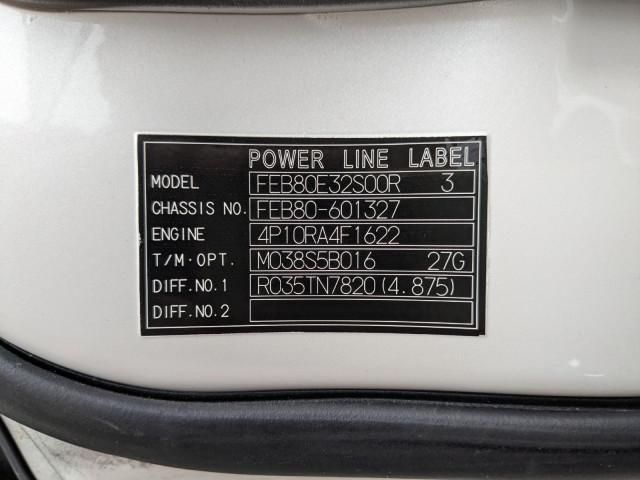 POWER LINE LABEL
MODEL FEB80E32S00R 3
CHASSIS NO. FEB80-601327
ENGINE 4P10RA4F1622
T/M·OPT. M038S5B016 27G
DIFF.NO.1 R035TN7820(4.875)
DIFF.NO.2